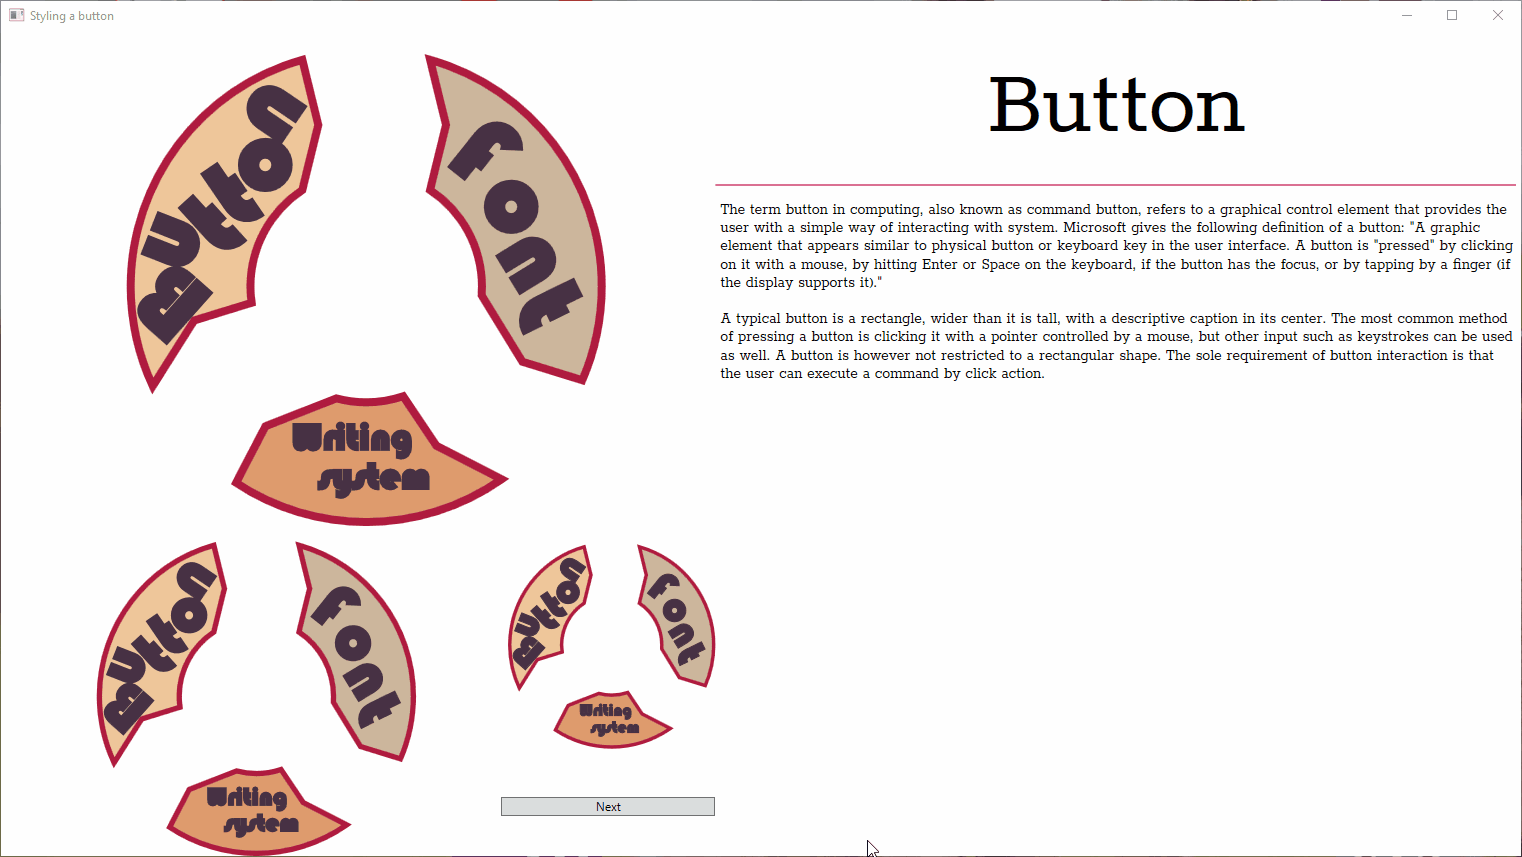 Styling a button
Button
Font
Writing
system
Button
Font
Writing
system
Button
Font
Writing
system
Next
Button
The term button in computing, also known as command button, refers to a graphical control element that provides the
user with a simple way of interacting with system. Microsoft gives the following definition of a button: "A graphic
element that appears similar to physical button or keyboard key in the user interface. A button is "pressed" by clicking
on it with a mouse, by hitting Enter or Space on the keyboard, if the button has the focus, or by tapping by a finger (if
the display supports it)."
A typical button is a rectangle, wider than it is tall, with a descriptive caption in its center. The most common method
of pressing a button is clicking it with a pointer controlled by a mouse, but other input such as keystrokes can be used
as well. A button is however not restricted to a rectangular shape. The sole requirement of button interaction is that
the user can execute a command by click action.